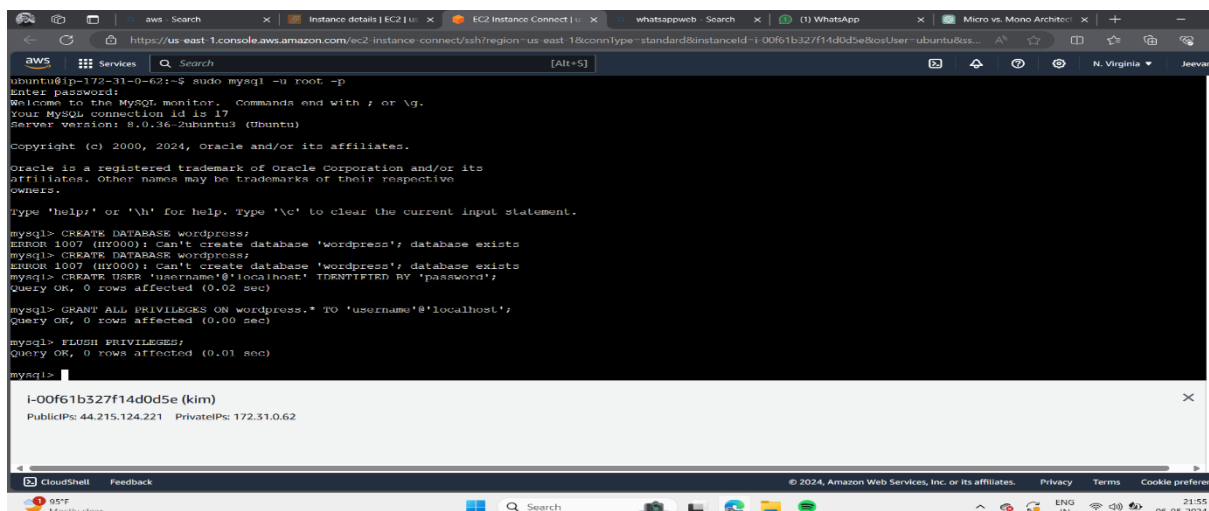 aws - Search
Instance details | EC2 | us
EC2 Instance Connect | u
whatsappweb - Search
(1) WhatsApp
Micro vs. Mono Architect
https://us-east-1.console.aws.amazon.com/ec2-instance-connect/ssh?region=us-east-1&connType=standard&instanceId=i-00f61b327f14d0d5e&osUser=ubuntu&ss...
aws Services Search [Alt+S] N. Virginia Jeevan
ubuntu@ip-172-31-0-62:~$ sudo mysql -u root -p
Enter password:
Welcome to the MySQL monitor.  Commands end with ; or \g.
Your MySQL connection id is 17
Server version: 8.0.36-2ubuntu3 (Ubuntu)
Copyright (c) 2000, 2024, Oracle and/or its affiliates.
Oracle is a registered trademark of Oracle Corporation and/or its
affiliates. Other names may be trademarks of their respective
owners.
Type 'help;' or '\h' for help. Type '\c' to clear the current input statement.
mysql> CREATE DATABASE wordpress;
ERROR 1007 (HY000): Can't create database 'wordpress'; database exists
mysql> CREATE DATABASE wordpress;
ERROR 1007 (HY000): Can't create database 'wordpress'; database exists
mysql> CREATE USER 'username'@'localhost' IDENTIFIED BY 'password';
Query OK, 0 rows affected (0.02 sec)
mysql> GRANT ALL PRIVILEGES ON wordpress.* TO 'username'@'localhost';
Query OK, 0 rows affected (0.00 sec)
mysql> FLUSH PRIVILEGES;
Query OK, 0 rows affected (0.01 sec)
mysql>
i-00f61b327f14d0d5e (kim)
PublicIPs: 44.215.124.221 PrivateIPs: 172.31.0.62
CloudShell Feedback © 2024, Amazon Web Services, Inc. or its affiliates. Privacy Terms Cookie prefere
1 95°F Search ENG 21:55